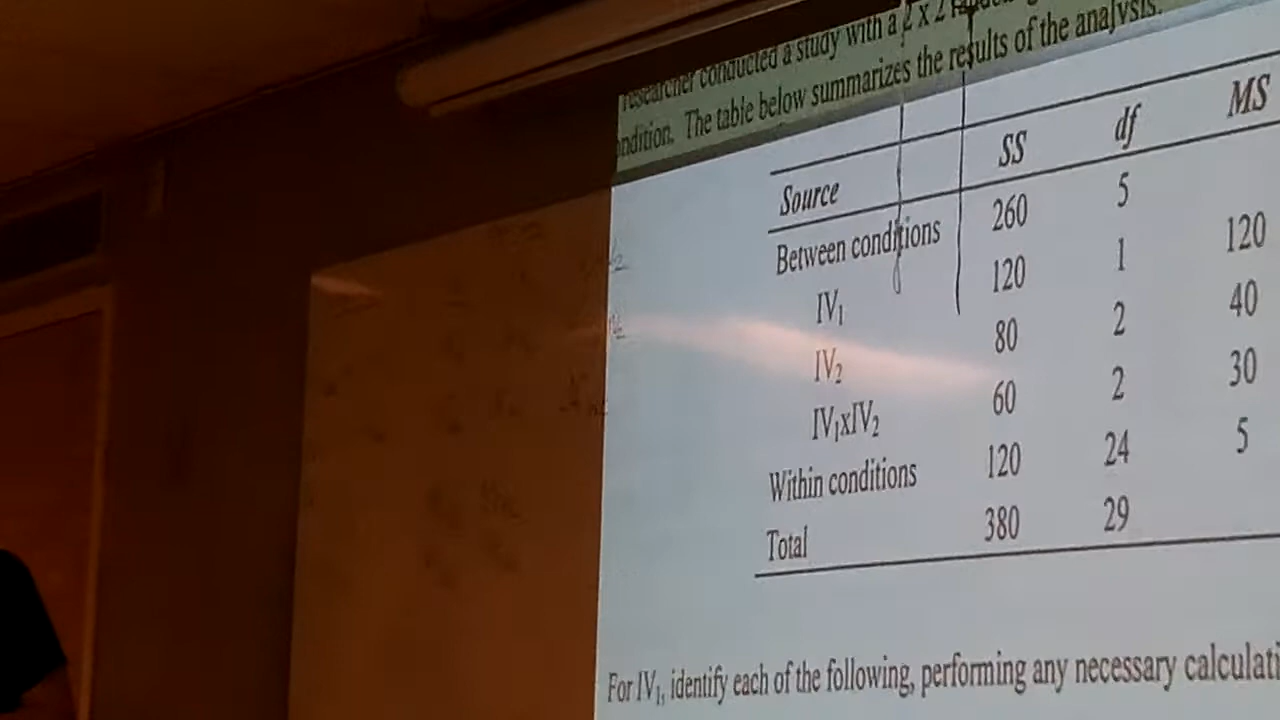 researcher conducted a study with a 2 x 2
ondition. The table below summarizes the results of the analysis.
Source SS df MS
Between conditions 260 5
IV1 120 1 120
IV2 80 2 40
IV1xIV2 60 2 30
Within conditions 120 24 5
Total 380 29
For IV1, identify each of the following, performing any necessary calculati